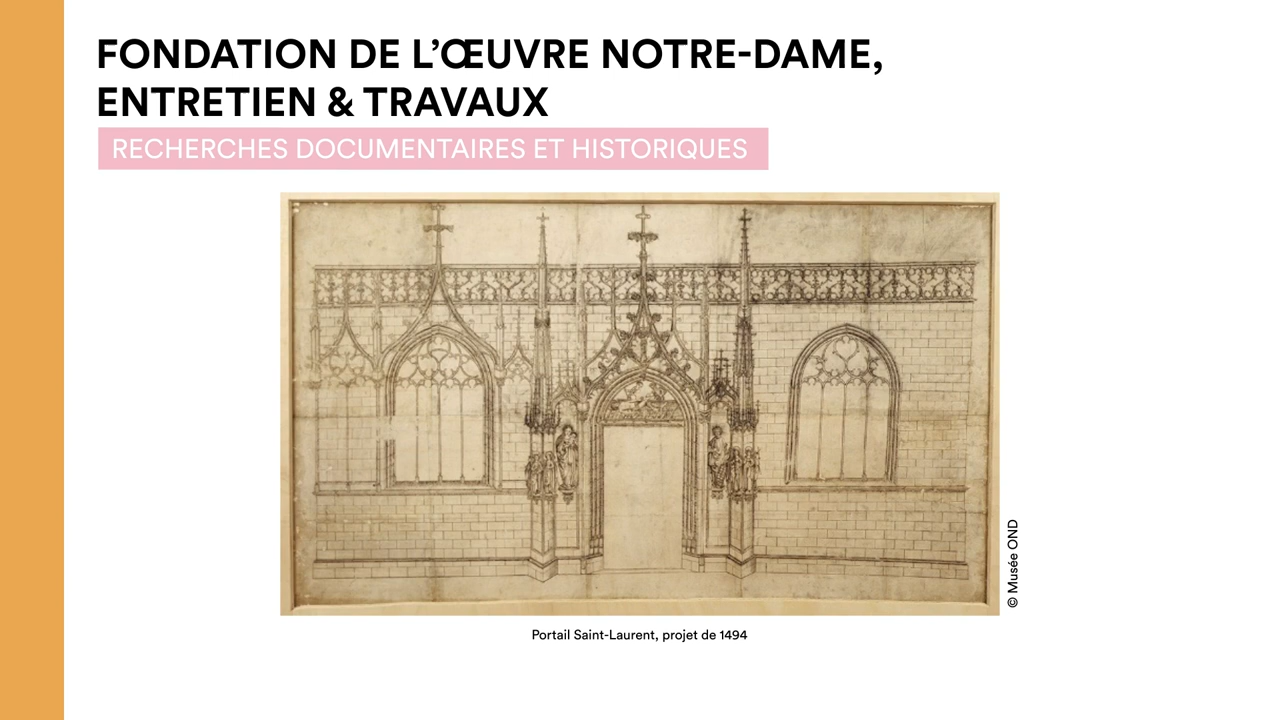 FONDATION DE L’ŒUVRE NOTRE-DAME,
ENTRETIEN & TRAVAUX
RECHERCHES DOCUMENTAIRES ET HISTORIQUES
© Musée OND
Portail Saint-Laurent, projet de 1494